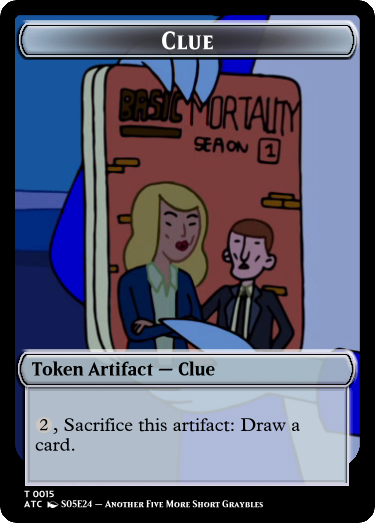 Clue
BASIC MORTALITY
SEAON 1
Token Artifact — Clue
2, Sacrifice this artifact: Draw a
card.
T 0015
ATC S05E24 — Another Five More Short Graybles